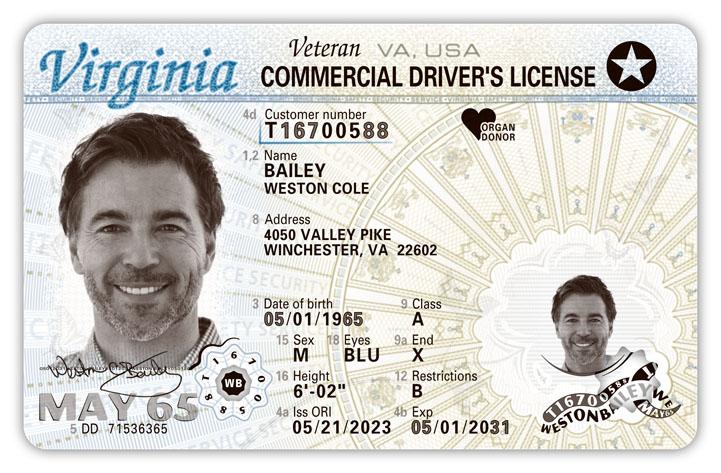 Virginia
Veteran VA, USA
COMMERCIAL DRIVER'S LICENSE
4d Customer number
T16700588
ORGAN
DONOR
1,2 Name
BAILEY
WESTON COLE
8 Address
4050 VALLEY PIKE
WINCHESTER, VA 22602
3 Date of birth 9 Class
05/01/1965 A
15 Sex 18 Eyes 9a End
M BLU X
16 Height 12 Restrictions
6'-02" B
4a Iss ORI 4b Exp
05/21/2023 05/01/2031
WB
MAY 65
5 DD 71536365
T16700588
WESTONBAILEY